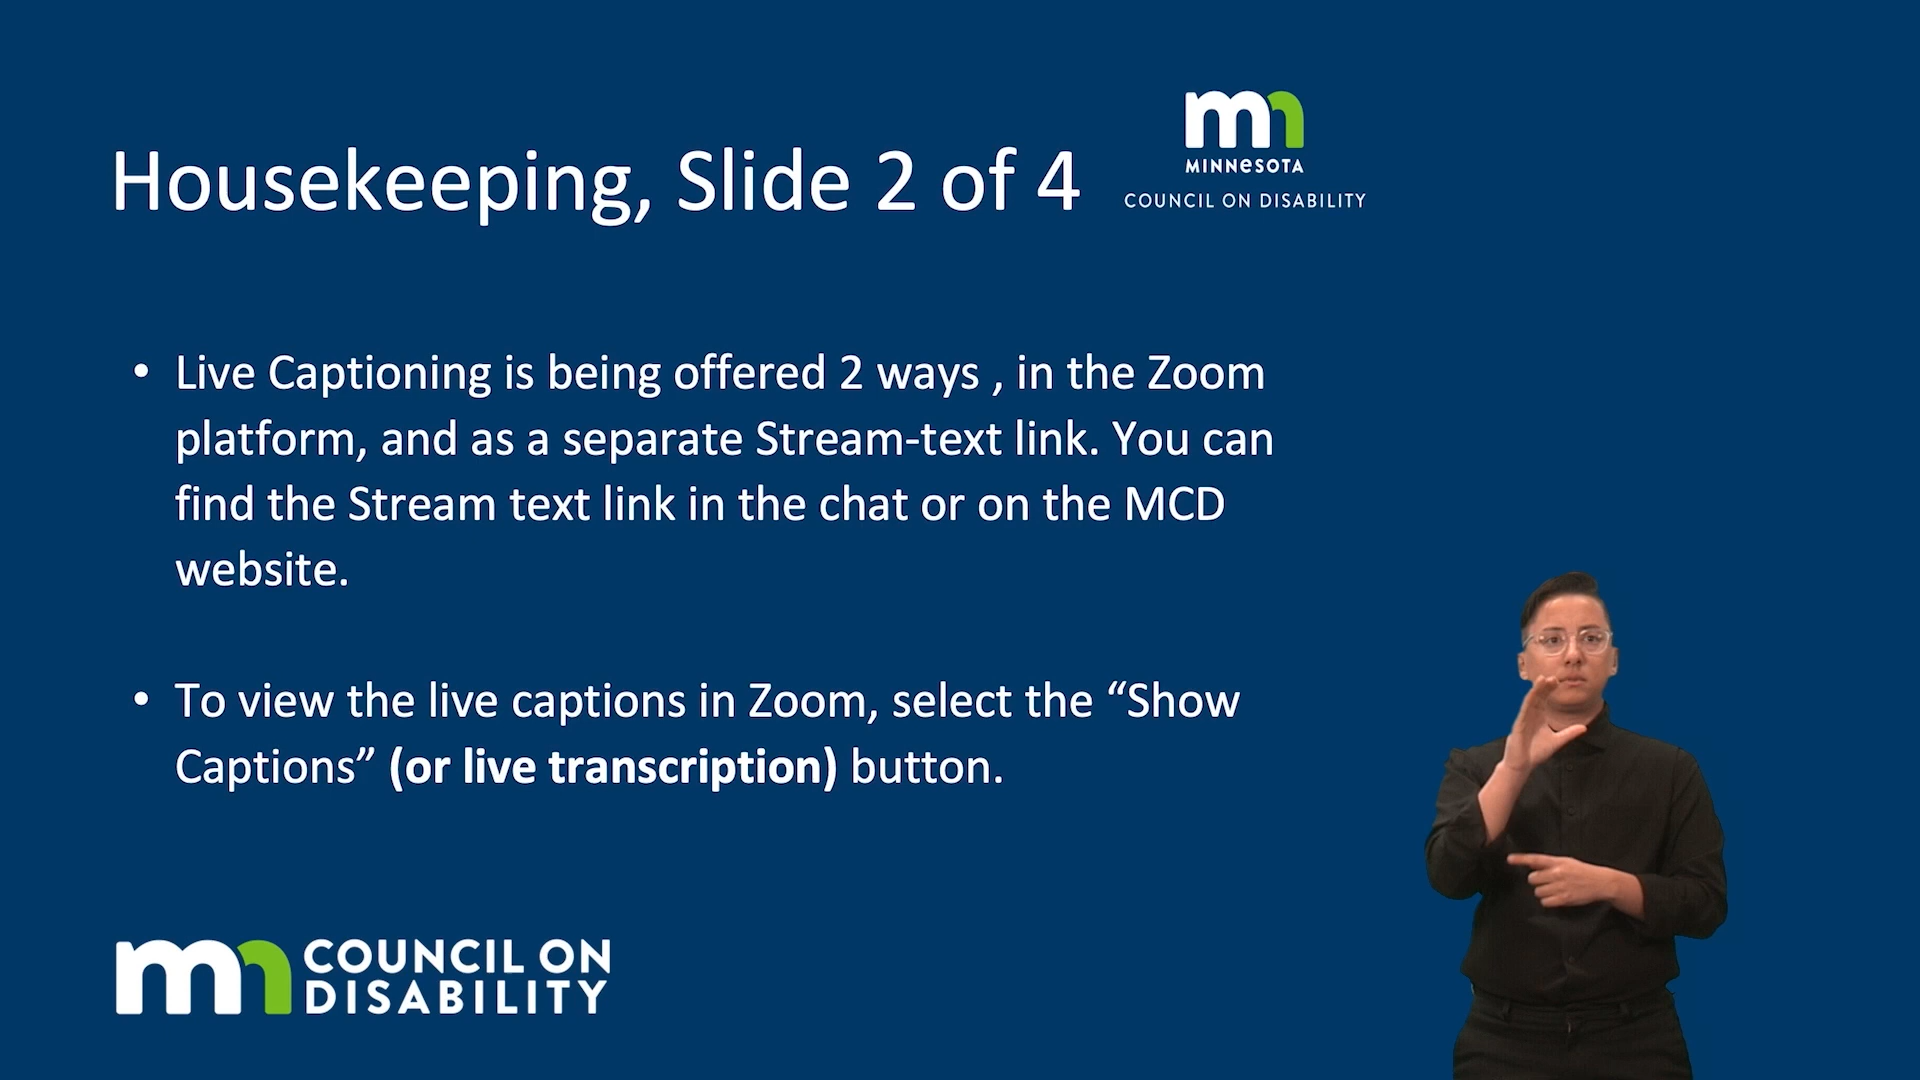 Housekeeping, Slide 2 of 4
mn
MINNeSOTA
COUNCIL ON DISABILITY
• Live Captioning is being offered 2 ways , in the Zoom
platform, and as a separate Stream-text link. You can
find the Stream text link in the chat or on the MCD
website.
• To view the live captions in Zoom, select the “Show
Captions” (or live transcription) button.
mn COUNCIL ON
DISABILITY